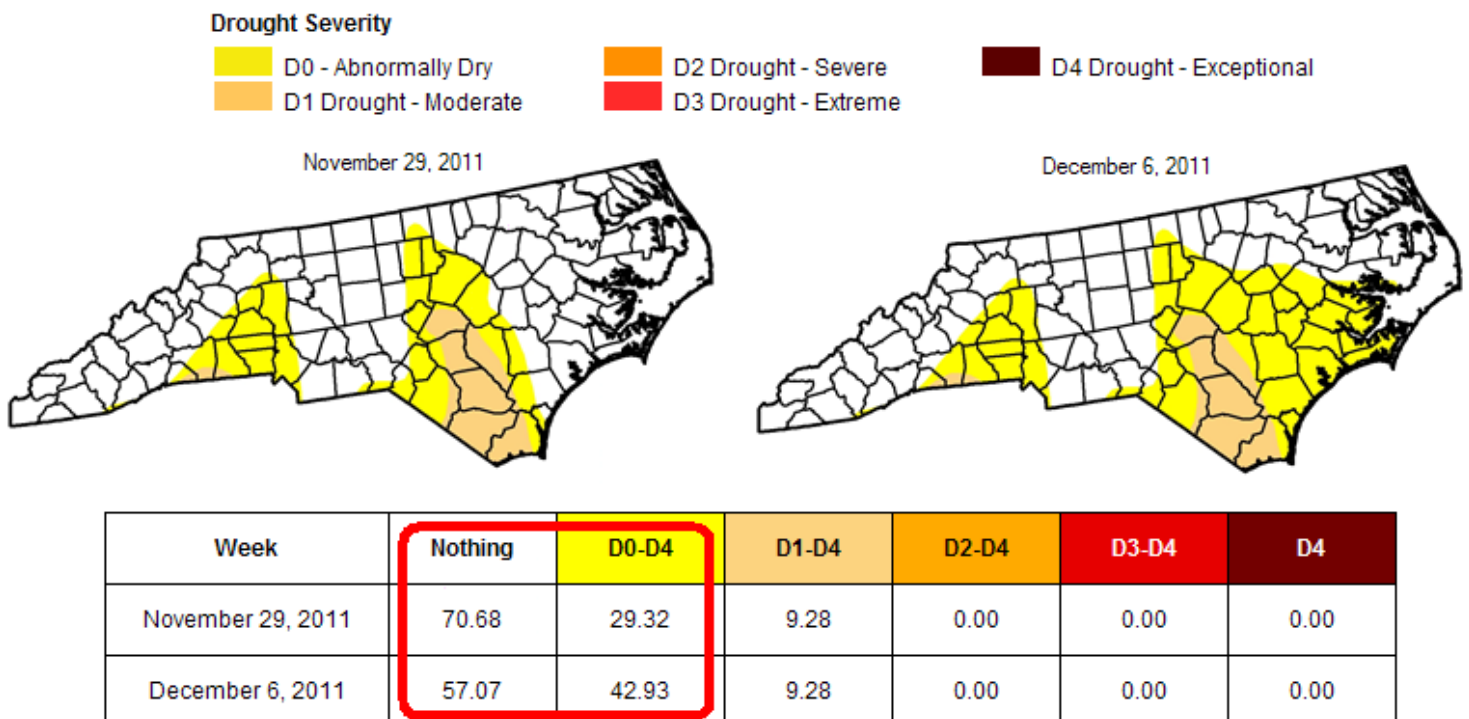 Drought Severity
D0 - Abnormally Dry
D2 Drought - Severe
D4 Drought - Exceptional
D1 Drought - Moderate
D3 Drought - Extreme
November 29, 2011
December 6, 2011
Week Nothing D0-D4 D1-D4 D2-D4 D3-D4 D4
November 29, 2011 70.68 29.32 9.28 0.00 0.00 0.00
December 6, 2011 57.07 42.93 9.28 0.00 0.00 0.00